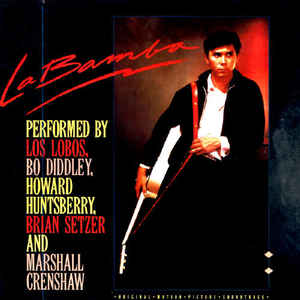 La Bamba
PERFORMED BY
LOS LOBOS,
BO DIDDLEY,
HOWARD
HUNTSBERRY,
BRIAN SETZER
AND
MARSHALL
CRENSHAW
• ORIGINAL • MOTION • PICTURE • SOUNDTRACK •